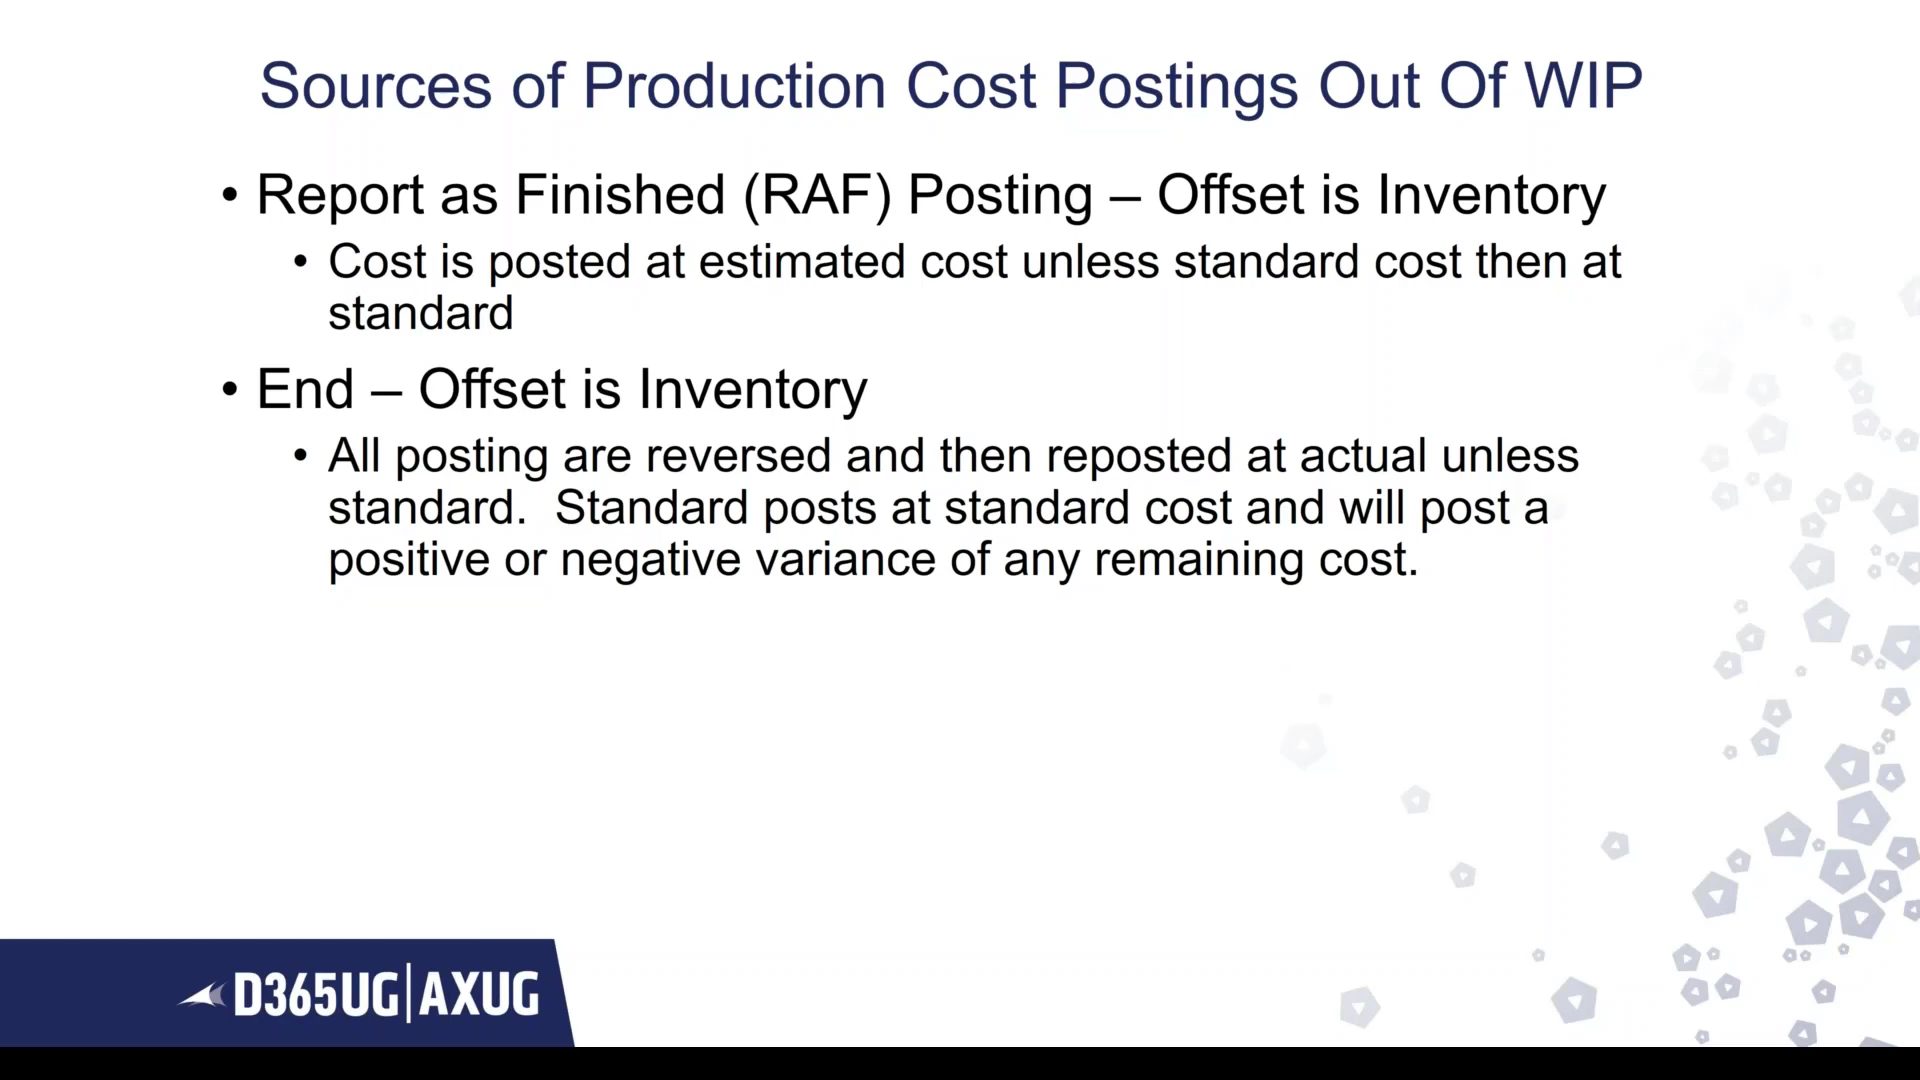 Sources of Production Cost Postings Out Of WIP
• Report as Finished (RAF) Posting – Offset is Inventory
• Cost is posted at estimated cost unless standard cost then at
standard
• End – Offset is Inventory
• All posting are reversed and then reposted at actual unless
standard.  Standard posts at standard cost and will post a
positive or negative variance of any remaining cost.
D365UG|AXUG